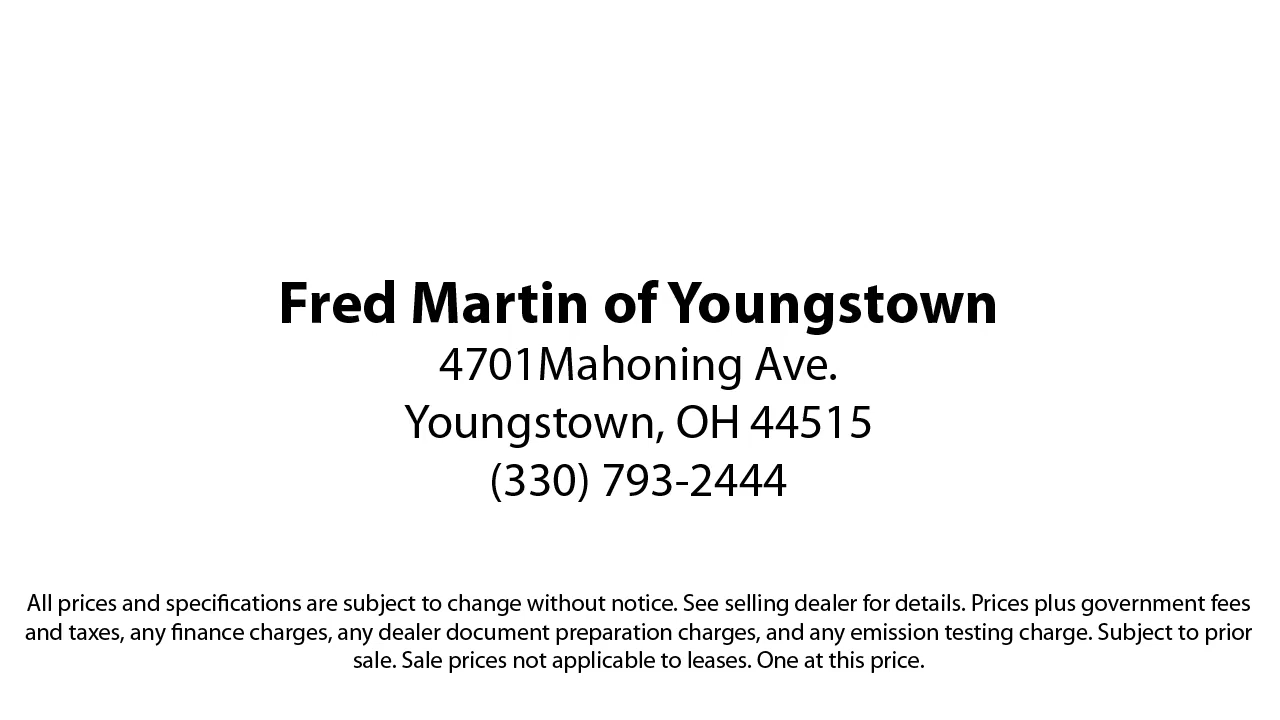 Fred Martin of Youngstown
4701Mahoning Ave.
Youngstown, OH 44515
(330) 793-2444
All prices and specifications are subject to change without notice. See selling dealer for details. Prices plus government fees
and taxes, any finance charges, any dealer document preparation charges, and any emission testing charge. Subject to prior
sale. Sale prices not applicable to leases. One at this price.